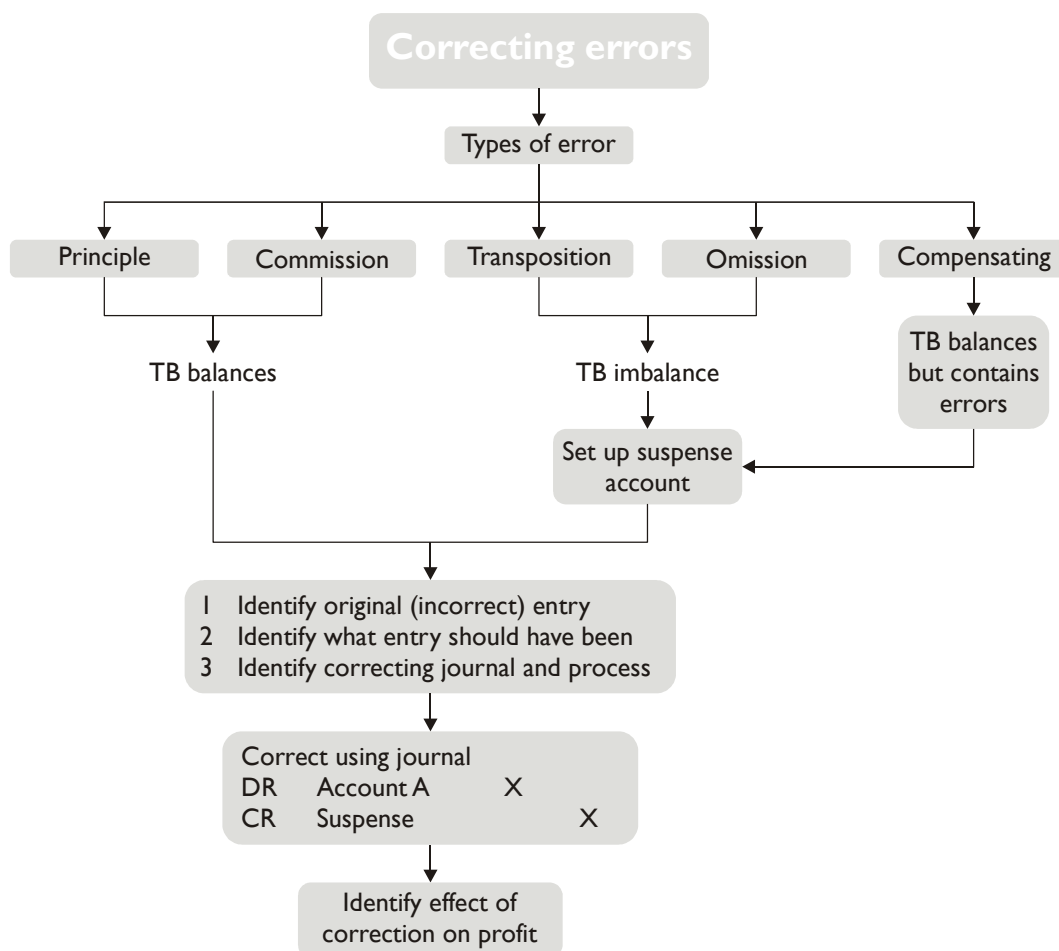 Correcting errors
Types of error
Principle
Commission
Transposition
Omission
Compensating
TB balances
TB imbalance
TB balances
but contains
errors
Set up suspense
account
1 Identify original (incorrect) entry
2 Identify what entry should have been
3 Identify correcting journal and process
Correct using journal
DR Account A X
CR Suspense X
Identify effect of
correction on profit